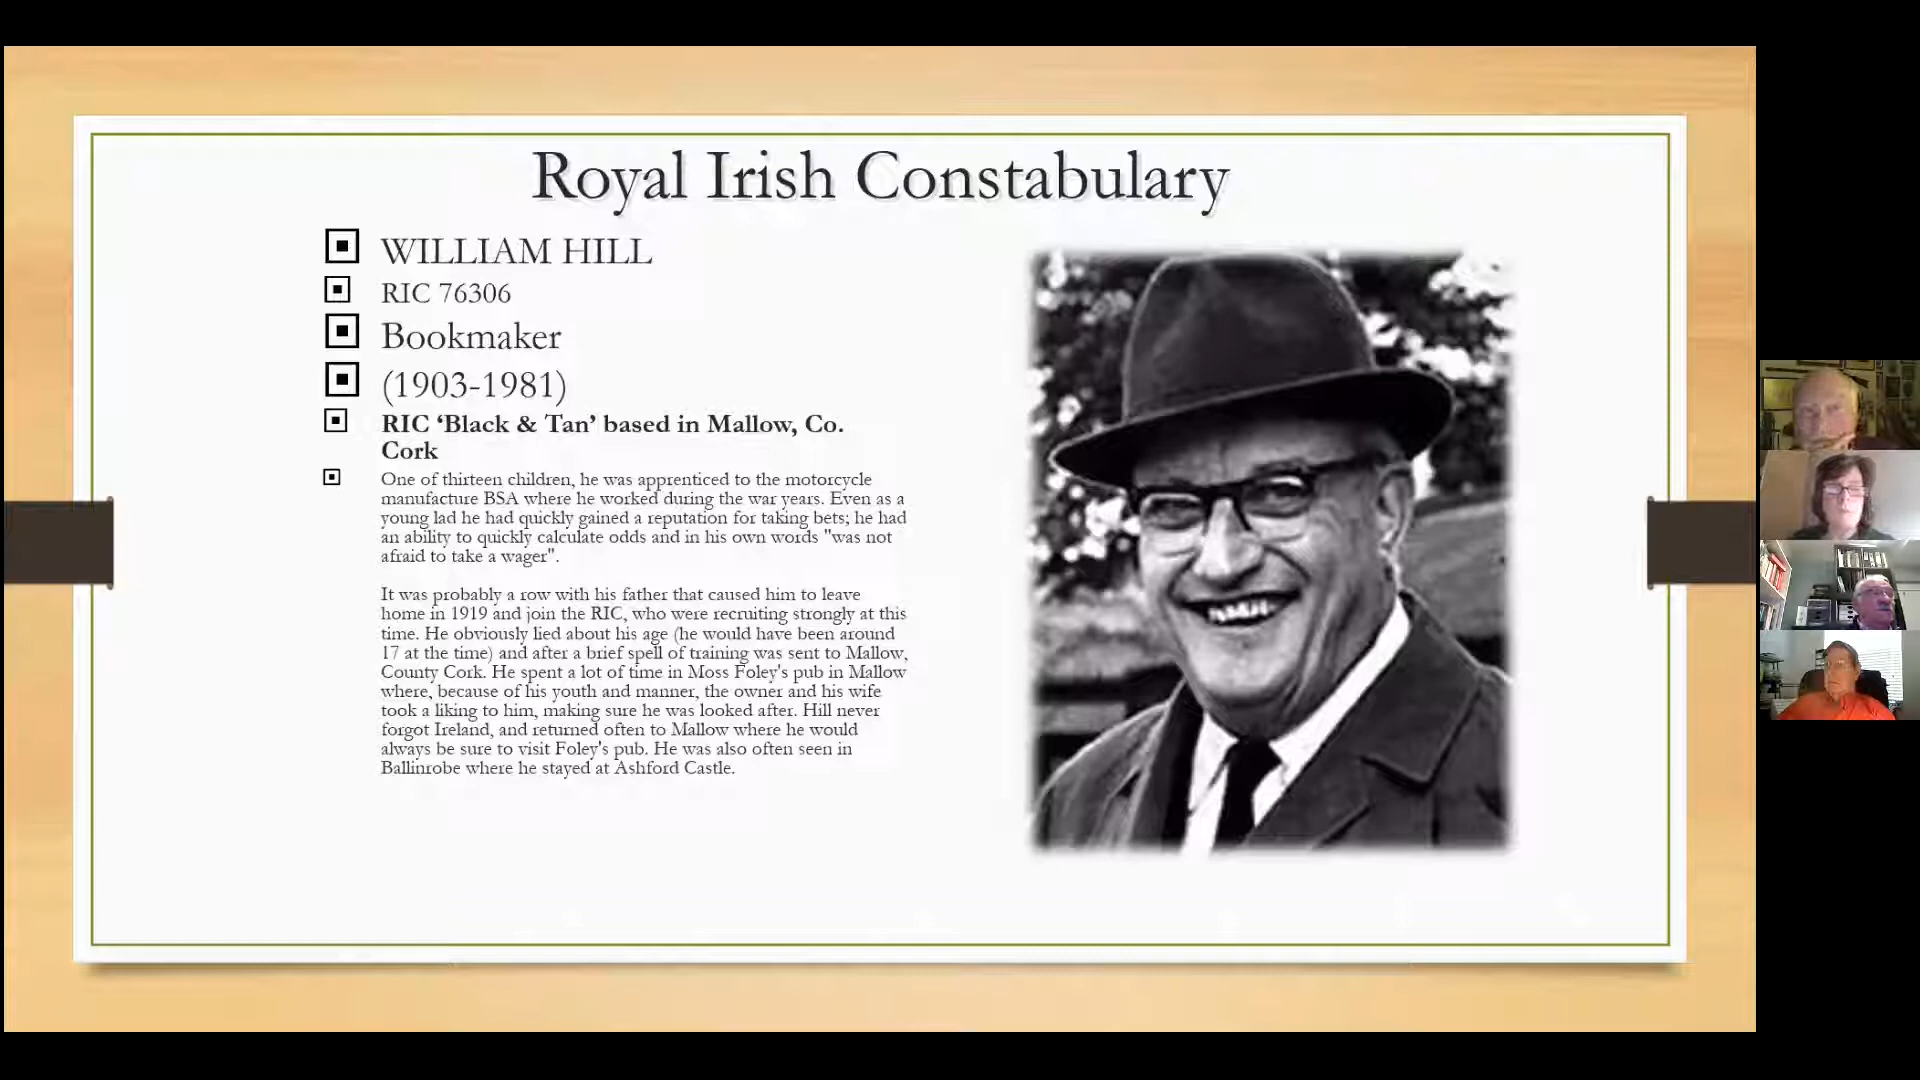 Royal Irish Constabulary
WILLIAM HILL
RIC 76306
Bookmaker
(1903-1981)
RIC ‘Black & Tan’ based in Mallow, Co.
Cork
One of thirteen children, he was apprenticed to the motorcycle
manufacture BSA where he worked during the war years. Even as a
young lad he had quickly gained a reputation for taking bets; he had
an ability to quickly calculate odds and in his own words "was not
afraid to take a wager".
It was probably a row with his father that caused him to leave
home in 1919 and join the RIC, who were recruiting strongly at this
time. He obviously lied about his age (he would have been around
17 at the time) and after a brief spell of training was sent to Mallow,
County Cork. He spent a lot of time in Moss Foley's pub in Mallow
where, because of his youth and manner, the owner and his wife
took a liking to him, making sure he was looked after. Hill never
forgot Ireland, and returned often to Mallow where he would
always be sure to visit Foley's pub. He was also often seen in
Ballinrobe where he stayed at Ashford Castle.